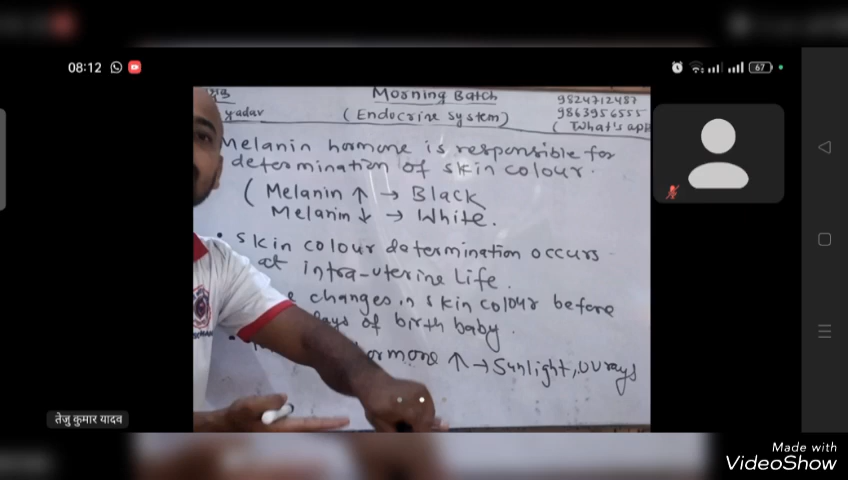 08:12
67
Morning Batch
yadav
(Endocrine system)
9824712487
9863956555
(What's app
Melanin hormone is responsible for
determination of skin colour.
(Melanin ↑ → Black
Melanin ↓ → White.
• skin colour determination occurs
at intra-uterine life.
changes in skin colour before
days of birth baby.
hormone ↑ → Sunlight, UV rays
तेजु कुमार यादव
Made with
VideoShow